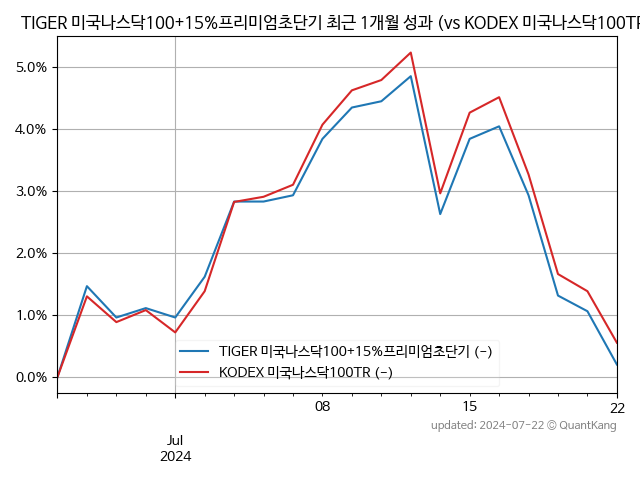 TIGER 미국나스닥100+15%프리미엄초단기 최근 1개월 성과 (vs KODEX 미국나스닥100TR
5.0%
4.0%
3.0%
2.0%
1.0%
0.0%
TIGER 미국나스닥100+15%프리미엄초단기 (-)
KODEX 미국나스닥100TR (-)
08
15
22
Jul
2024
updated: 2024-07-22 © QuantKang